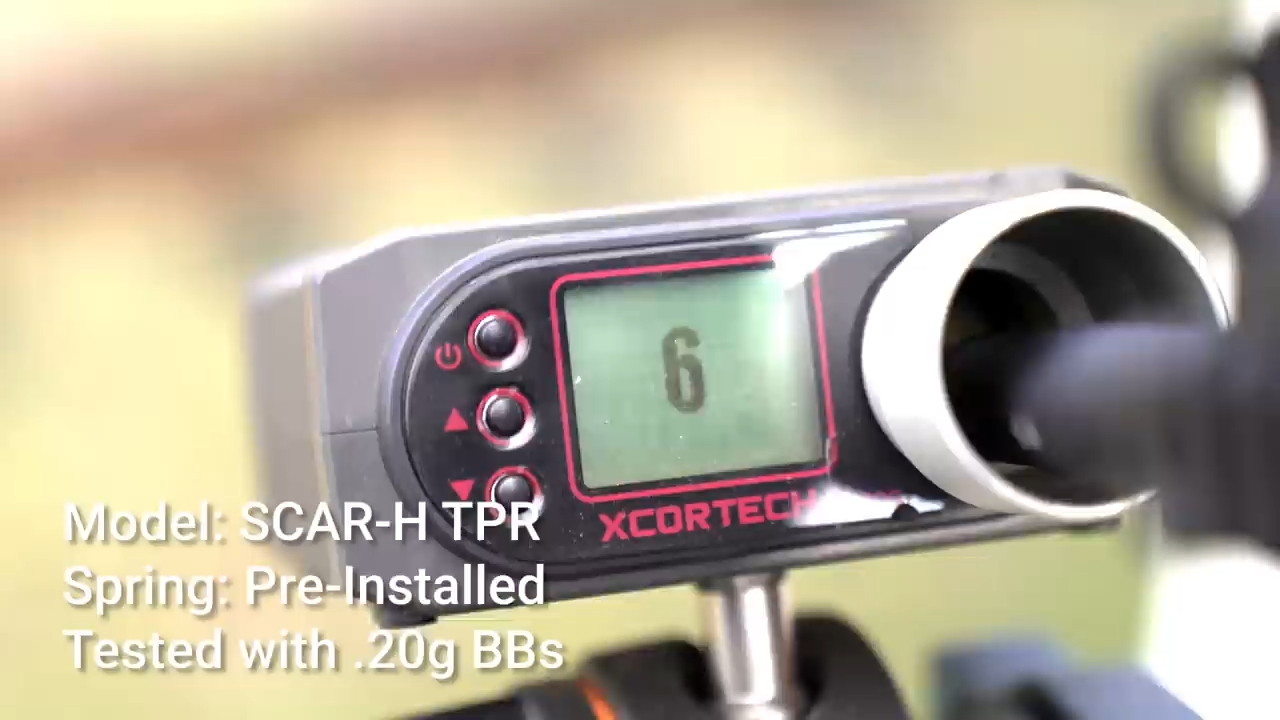 6
XCORTECH
Model: SCAR-H TPR
Spring: Pre-Installed
Tested with .20g BBs